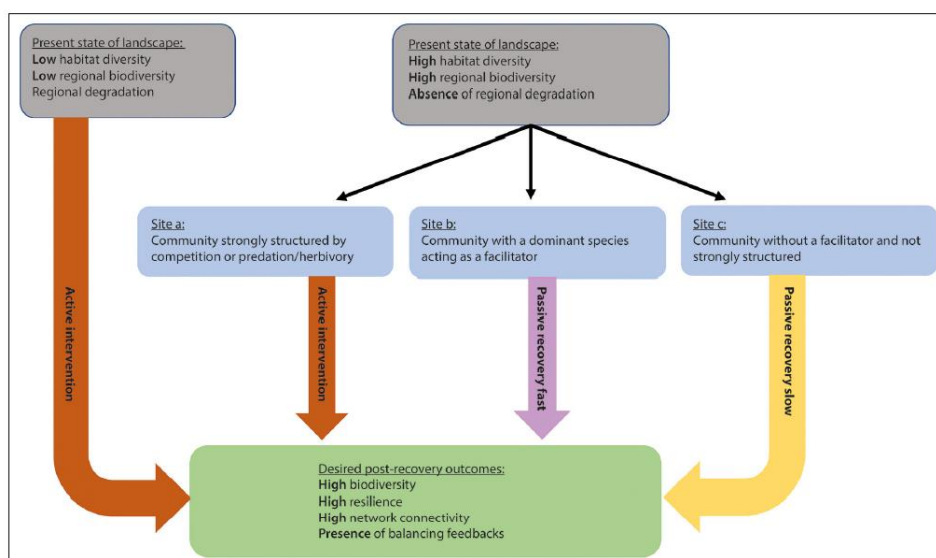 Present state of landscape:
Low habitat diversity
Low regional biodiversity
Regional degradation
Present state of landscape:
High habitat diversity
High regional biodiversity
Absence of regional degradation
Site a:
Community strongly structured by
competition or predation/herbivory
Site b:
Community with a dominant species
acting as a facilitator
Site c:
Community without a facilitator and not
strongly structured
Active intervention
Active intervention
Passive recovery fast
Passive recovery slow
Desired post-recovery outcomes:
High biodiversity
High resilience
High network connectivity
Presence of balancing feedbacks